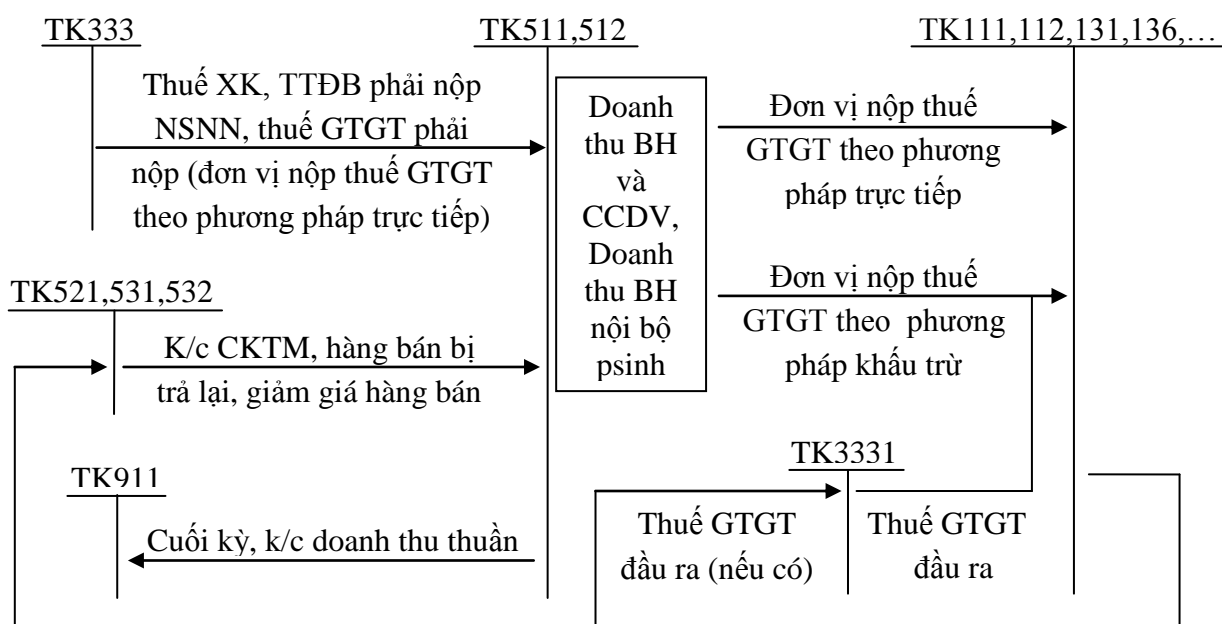 TK333
TK511,512
TK111,112,131,136,…
Thuế XK, TTĐB phải nộp
NSNN, thuế GTGT phải
nộp (đơn vị nộp thuế GTGT
theo phương pháp trực tiếp)
Doanh
thu BH
và
CCDV,
Doanh
thu BH
nội bộ
psinh
Đơn vị nộp thuế
GTGT theo phương
pháp trực tiếp
TK521,531,532
K/c CKTM, hàng bán bị
trả lại, giảm giá hàng bán
Đơn vị nộp thuế
GTGT theo phương
pháp khấu trừ
TK911
Cuối kỳ, k/c doanh thu thuần
TK3331
Thuế GTGT
đầu ra (nếu có)
Thuế GTGT
đầu ra